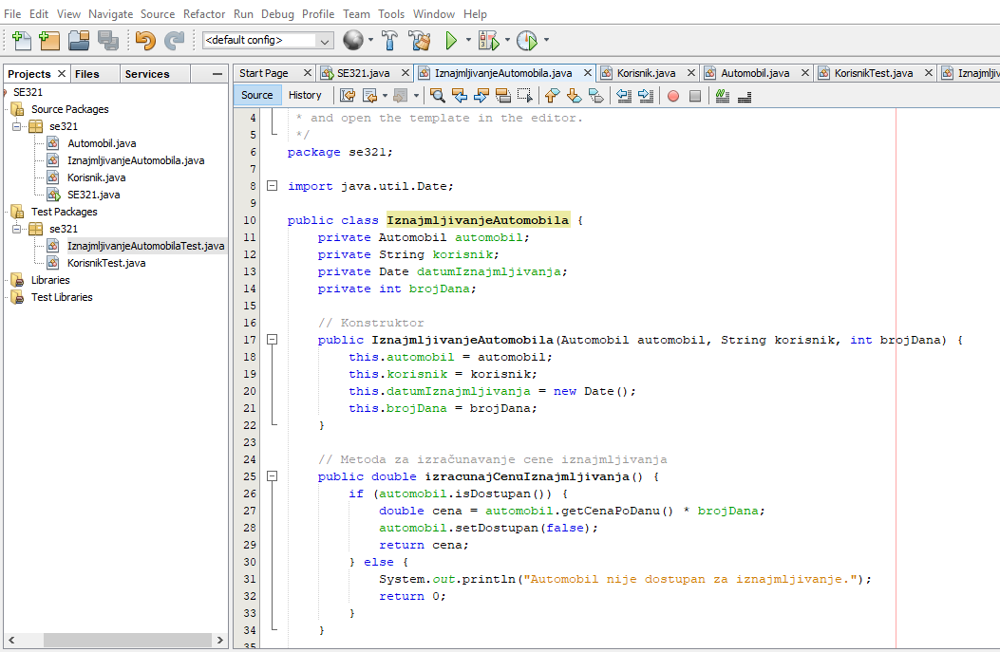 File Edit View Navigate Source Refactor Run Debug Profile Team Tools Window Help
<default config>
Projects Files Services
SE321
Source Packages
se321
Automobil.java
IznajmljivanjeAutomobila.java
Korisnik.java
SE321.java
Test Packages
se321
IznajmljivanjeAutomobilaTest.java
KorisnikTest.java
Libraries
Test Libraries
Start Page SE321.java IznajmljivanjeAutomobila.java Korisnik.java Automobil.java KorisnikTest.java Iznajmljiv
Source History
4 * and open the template in the editor.
5 */
6 package se321;
7
8 import java.util.Date;
9
10 public class IznajmljivanjeAutomobila {
11 private Automobil automobil;
12 private String korisnik;
13 private Date datumIznajmljivanja;
14 private int brojDana;
15
16 // Konstruktor
17 public IznajmljivanjeAutomobila(Automobil automobil, String korisnik, int brojDana) {
18 this.automobil = automobil;
19 this.korisnik = korisnik;
20 this.datumIznajmljivanja = new Date();
21 this.brojDana = brojDana;
22 }
23
24 // Metoda za izračunavanje cene iznajmljivanja
25 public double izracunajCenuIznajmljivanja() {
26 if (automobil.isDostupan()) {
27 double cena = automobil.getCenaPoDanu() * brojDana;
28 automobil.setDostupan(false);
29 return cena;
30 } else {
31 System.out.println("Automobil nije dostupan za iznajmljivanje.");
32 return 0;
33 }
34 }
35